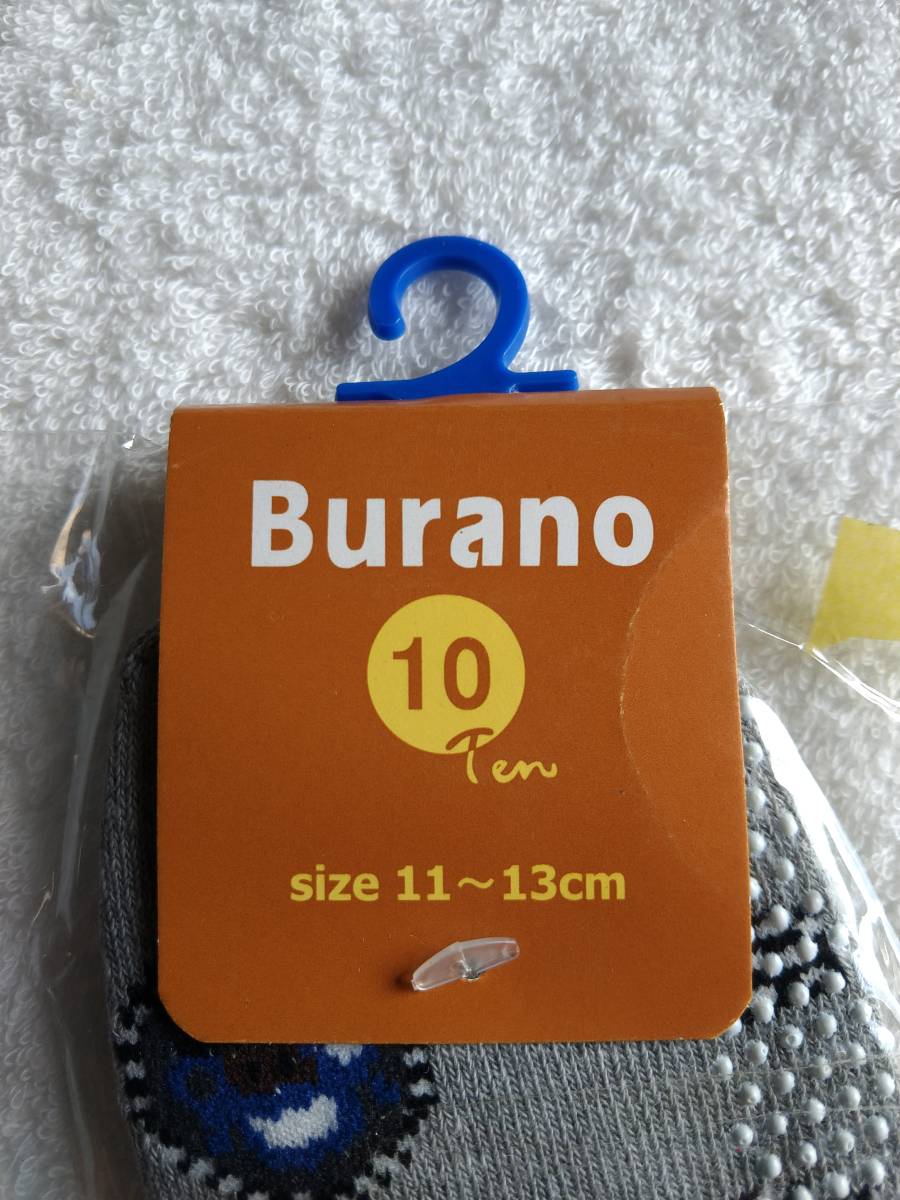 Burano
10
Ten
size 11～13cm